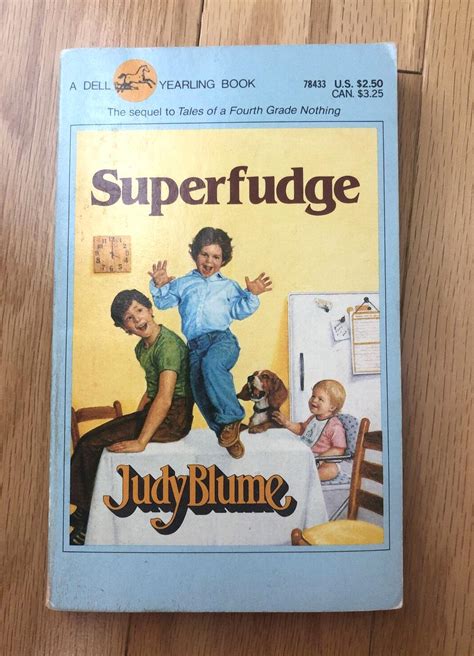 A DELL YEARLING BOOK
78433 U.S. $2.50
CAN. $3.25
The sequel to Tales of a Fourth Grade Nothing
Superfudge
Judy Blume